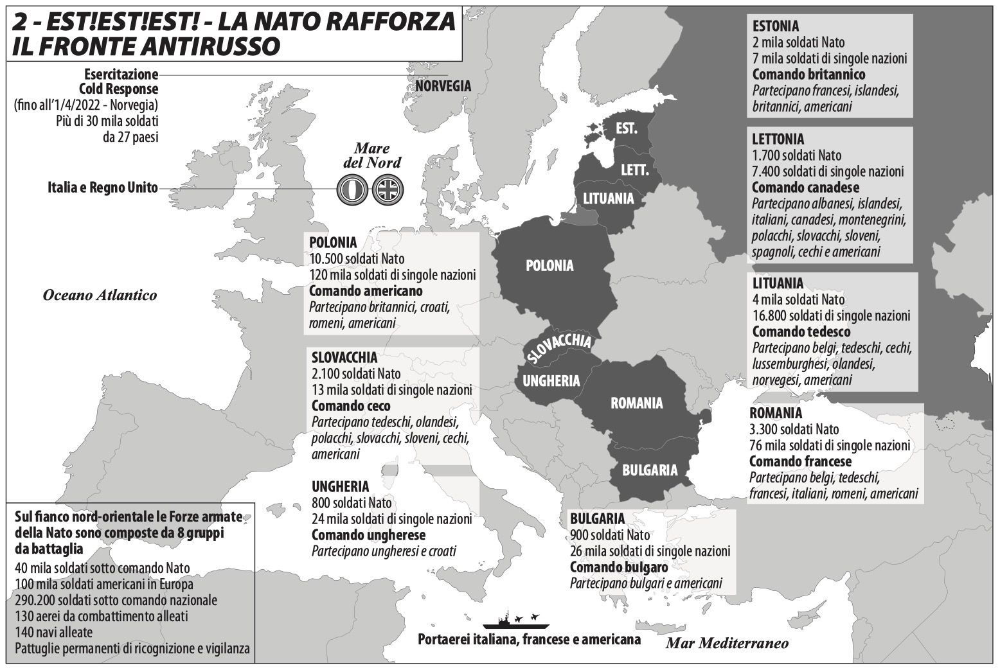 2 - EST!EST!EST! - LA NATO RAFFORZA
IL FRONTE ANTIRUSSO
Esercitazione
Cold Response
(fino all'1/4/2022 - Norvegia)
Più di 30 mila soldati
da 27 paesi
NORVEGIA
Mare
del Nord
Italia e Regno Unito
Oceano Atlantico
EST.
LETT.
LITUANIA
POLONIA
SLOVACCHIA
UNGHERIA
ROMANIA
BULGARIA
ESTONIA
2 mila soldati Nato
7 mila soldati di singole nazioni
Comando britannico
Partecipano francesi, islandesi,
britannici, americani
LETTONIA
1.700 soldati Nato
7.400 soldati di singole nazioni
Comando canadese
Partecipano albanesi, islandesi,
italiani, canadesi, montenegrini,
polacchi, slovacchi, sloveni,
spagnoli, cechi e americani
LITUANIA
4 mila soldati Nato
16.800 soldati di singole nazioni
Comando tedesco
Partecipano belgi, tedeschi, cechi,
lussemburghesi, olandesi,
norvegesi, americani
ROMANIA
3.300 soldati Nato
76 mila soldati di singole nazioni
Comando francese
Partecipano belgi, tedeschi,
francesi, italiani, romeni, americani
POLONIA
10.500 soldati Nato
120 mila soldati di singole nazioni
Comando americano
Partecipano britannici, croati,
romeni, americani
SLOVACCHIA
2.100 soldati Nato
13 mila soldati di singole nazioni
Comando ceco
Partecipano tedeschi, olandesi,
polacchi, slovacchi, sloveni, cechi,
americani
UNGHERIA
800 soldati Nato
24 mila soldati di singole nazioni
Comando ungherese
Partecipano ungheresi e croati
BULGARIA
900 soldati Nato
26 mila soldati di singole nazioni
Comando bulgaro
Partecipano bulgari e americani
Sul fianco nord-orientale le Forze armate
della Nato sono composte da 8 gruppi
da battaglia
40 mila soldati sotto comando Nato
100 mila soldati americani in Europa
290.200 soldati sotto comando nazionale
130 aerei da combattimento alleati
140 navi alleate
Pattuglie permanenti di ricognizione e vigilanza
Portaerei italiana, francese e americana
Mar Mediterraneo